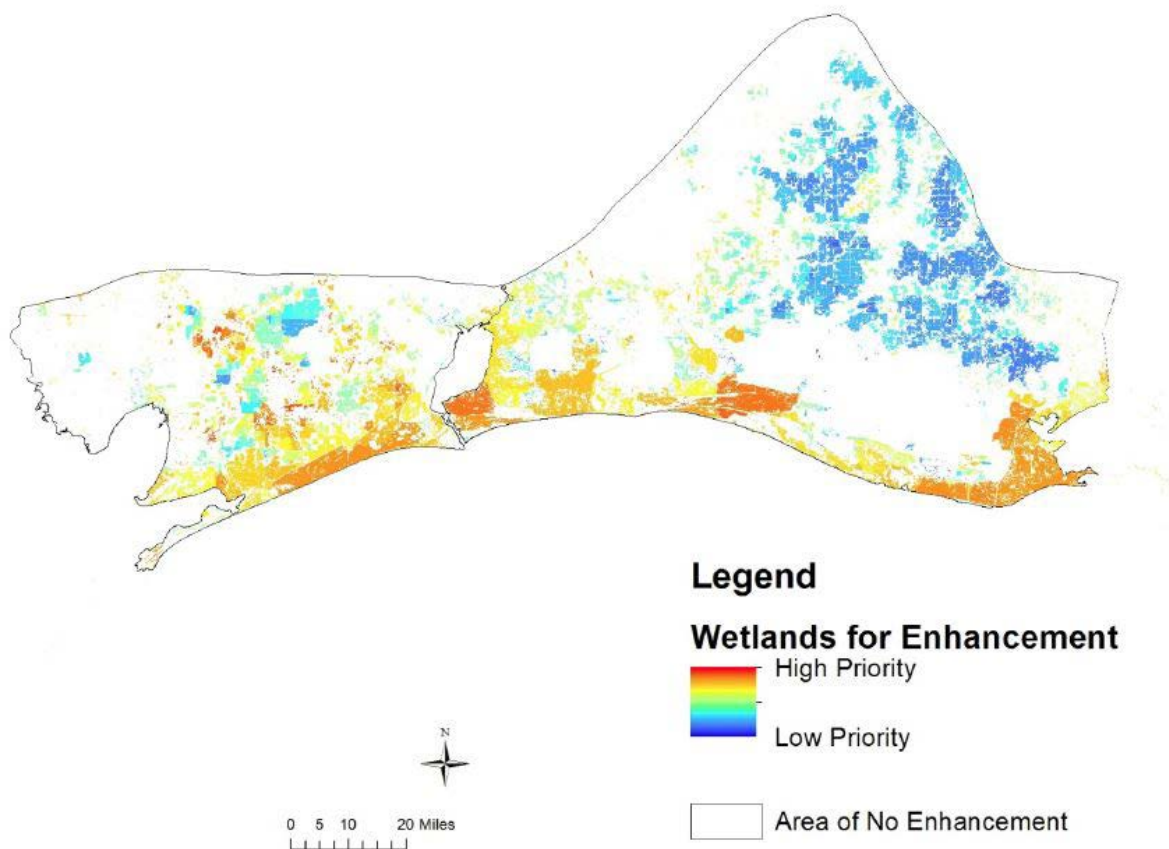 Legend
Wetlands for Enhancement
High Priority
Low Priority
N
0 5 10 20 Miles
Area of No Enhancement